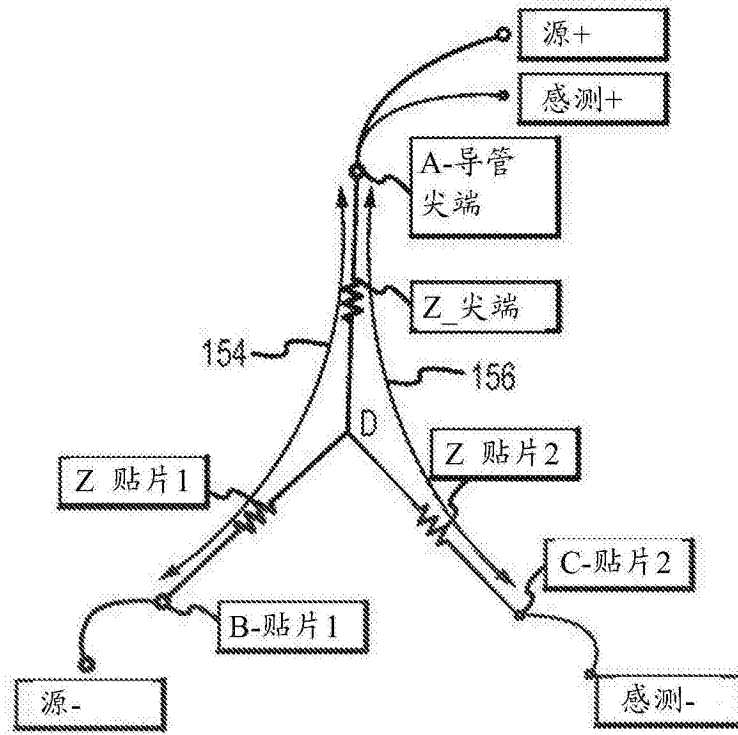 源+
感测+
A-导管
尖端
Z_尖端
154
156
D
Z 贴片1
Z 贴片2
C-贴片2
B-贴片1
源-
感测-